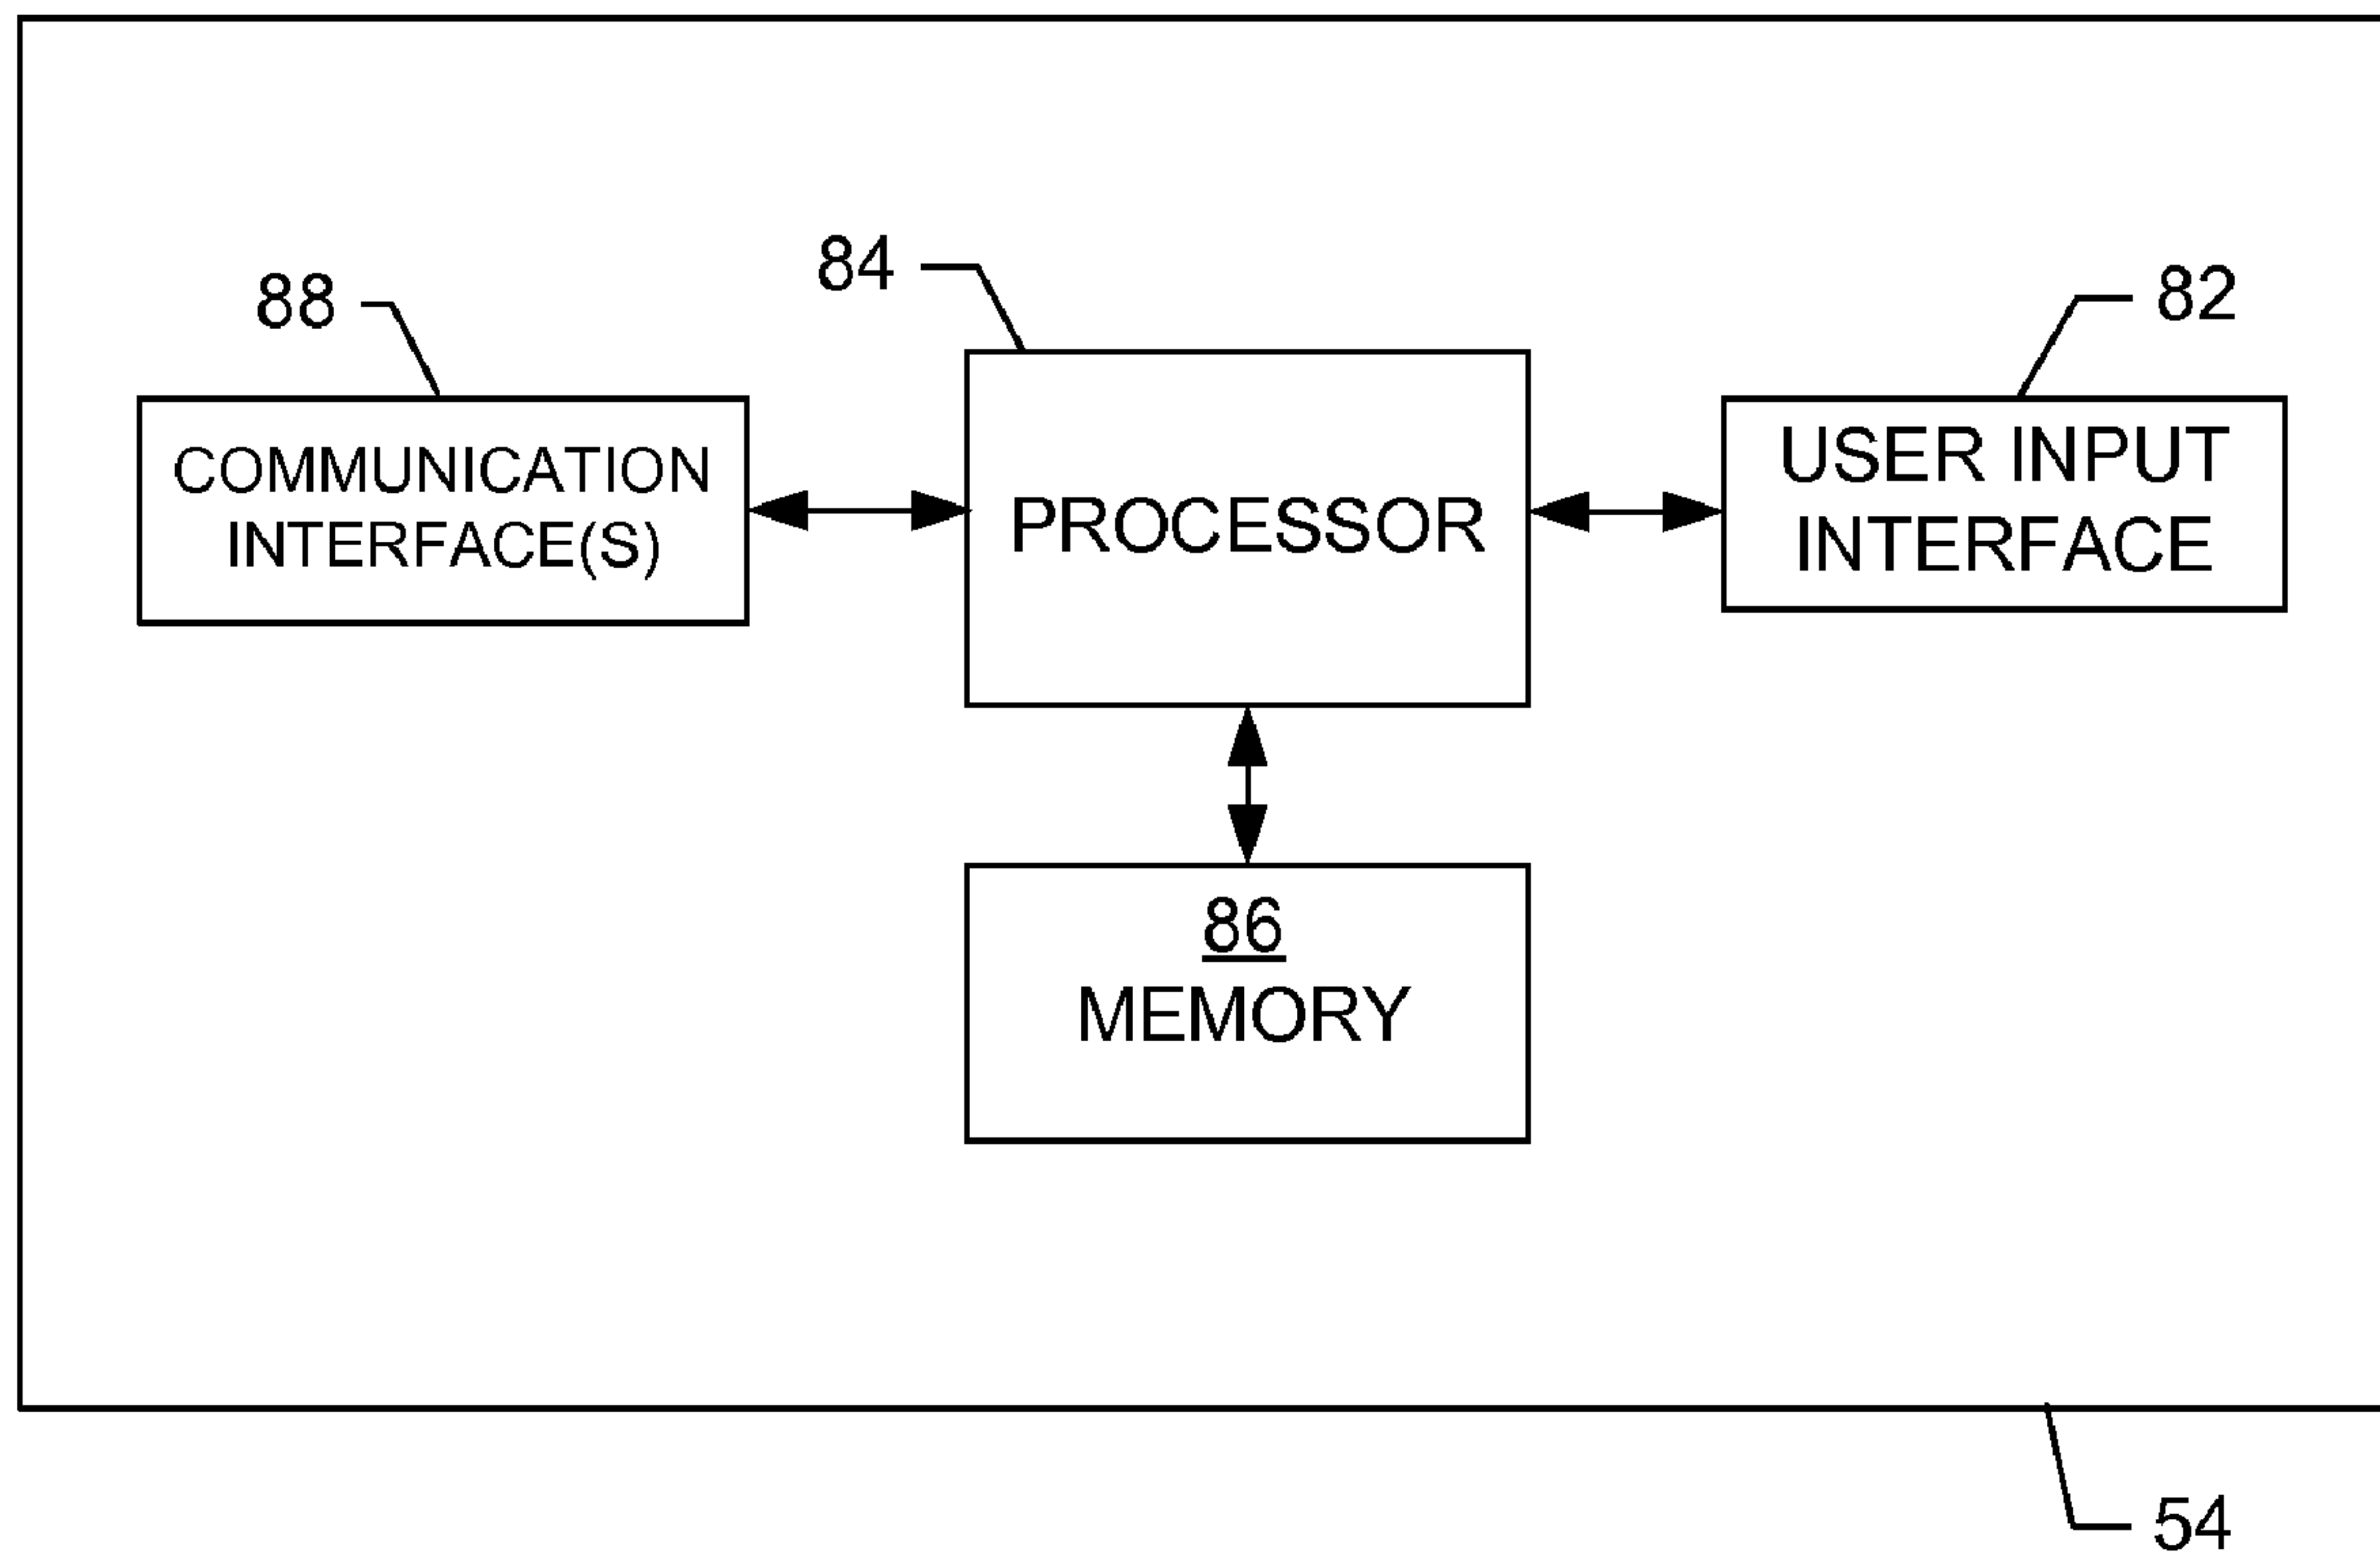 84
82
88
COMMUNICATION
INTERFACE(S)
PROCESSOR
USER INPUT
INTERFACE
86
MEMORY
54